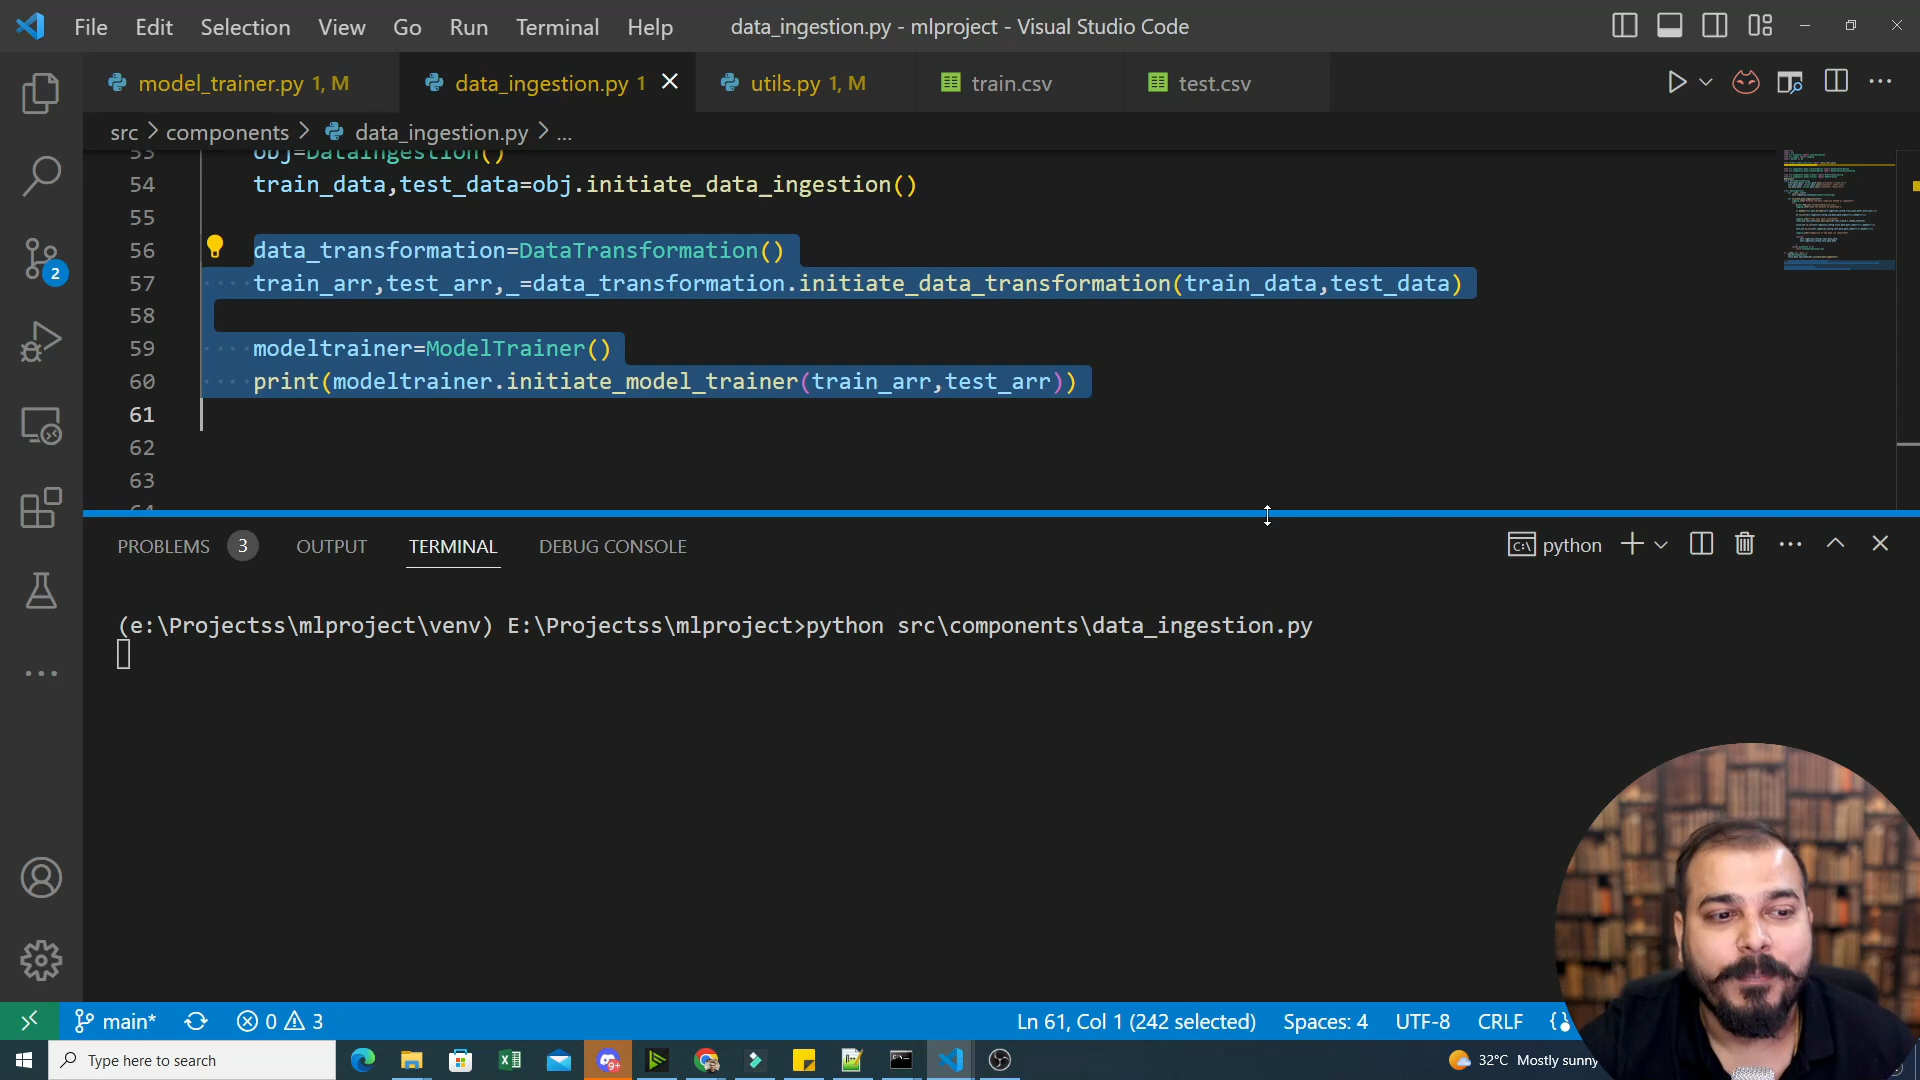 File Edit Selection View Go Run Terminal Help data_ingestion.py - mlproject - Visual Studio Code
model_trainer.py 1, M data_ingestion.py 1 utils.py 1, M train.csv test.csv
src > components > data_ingestion.py > ...
53 obj=DataIngestion()
54 train_data,test_data=obj.initiate_data_ingestion()
55
56 data_transformation=DataTransformation()
57 train_arr,test_arr,_=data_transformation.initiate_data_transformation(train_data,test_data)
58
59 modeltrainer=ModelTrainer()
60 print(modeltrainer.initiate_model_trainer(train_arr,test_arr))
61
62
63
64
2
PROBLEMS 3 OUTPUT TERMINAL DEBUG CONSOLE python
(e:\Projectss\mlproject\venv) E:\Projectss\mlproject>python src\components\data_ingestion.py
main* 0 3 Ln 61, Col 1 (242 selected) Spaces: 4 UTF-8 CRLF
Type here to search 32°C Mostly sunny